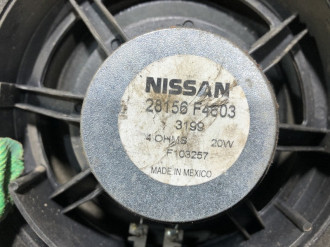 NISSAN
28156 F4603
3199
4 OHMS 20W
F103257
MADE IN MEXICO